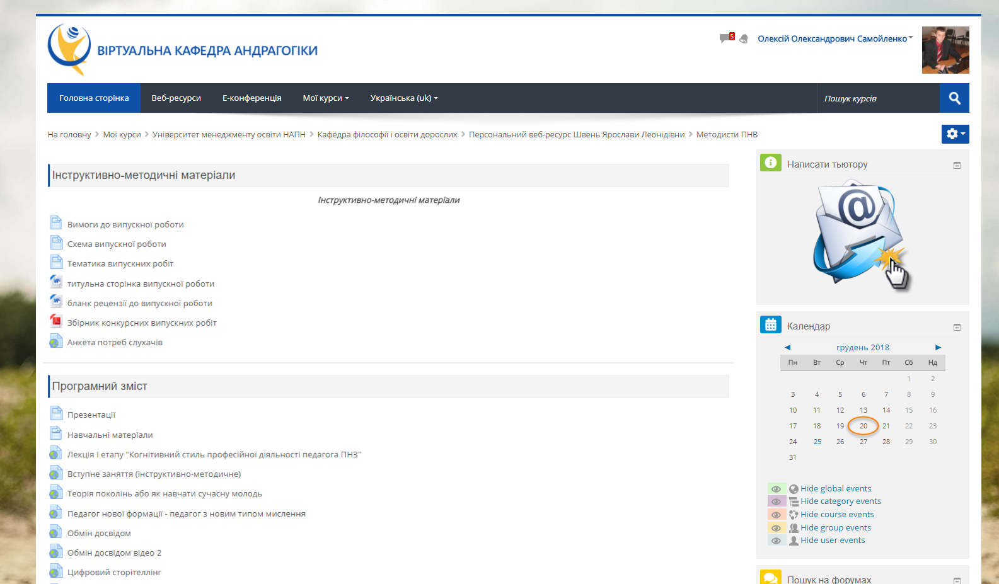 ВІРТУАЛЬНА КАФЕДРА АНДРАГОГІКИ
5
Олексій Олександрович Самойленко
Головна сторінка Веб-ресурси Е-конференція Мої курси Українська (uk) Пошук курсів
На головну Мої курси Університет менеджменту освіти НАПН Кафедра філософії і освіти дорослих Персональний веб-ресурс Швень Ярослави Леонідівни Методисти ПНВ
Інструктивно-методичні матеріали
Інструктивно-методичні матеріали
Вимоги до випускної роботи
Схема випускної роботи
Тематика випускних робіт
титульна сторінка випускної роботи
бланк рецензії до випускної роботи
Збірник конкурсних випускних робіт
Анкета потреб слухачів
Програмний зміст
Презентації
Навчальні матеріали
Лекція І етапу "Когнітивний стиль професійної діяльності педагога ПНЗ"
Вступне заняття (інструктивно-методичне)
Теорія поколінь або як навчати сучасну молодь
Педагог нової формації - педагог з новим типом мислення
Обмін досвідом
Обмін досвідом відео 2
Цифровий сторітеллінг
Написати тьютору
@
Календар
◄ грудень 2018 ►
Пн Вт Ср Чт Пт Сб Нд
1 2
3 4 5 6 7 8 9
10 11 12 13 14 15 16
17 18 19 20 21 22 23
24 25 26 27 28 29 30
31
Hide global events
Hide category events
Hide course events
Hide group events
Hide user events
Пошук на форумах